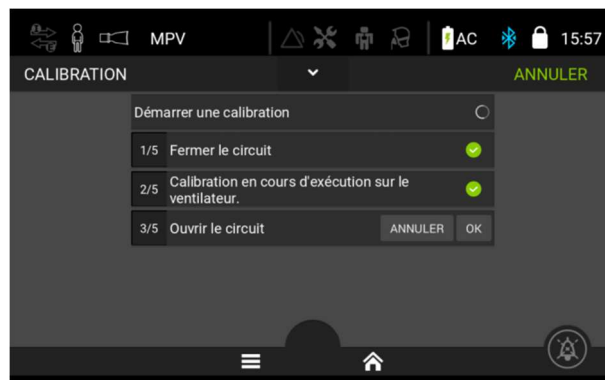 MPV AC 15:57
CALIBRATION ANNULER
Démarrer une calibration
1/5 Fermer le circuit
2/5 Calibration en cours d'exécution sur le
ventilateur.
3/5 Ouvrir le circuit ANNULER OK